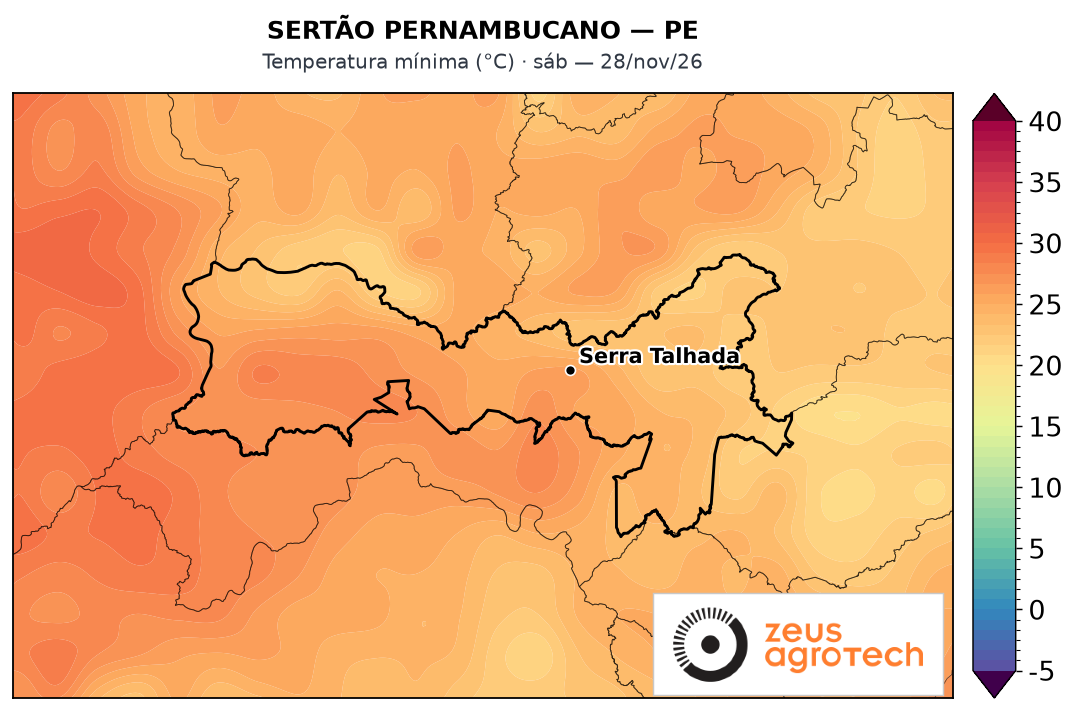 SERTÃO PERNAMBUCANO — PE
Temperatura mínima (°C) · sáb — 28/nov/26
40
35
30
25
20
15
10
5
0
-5
Serra Talhada
zeus
agrotech